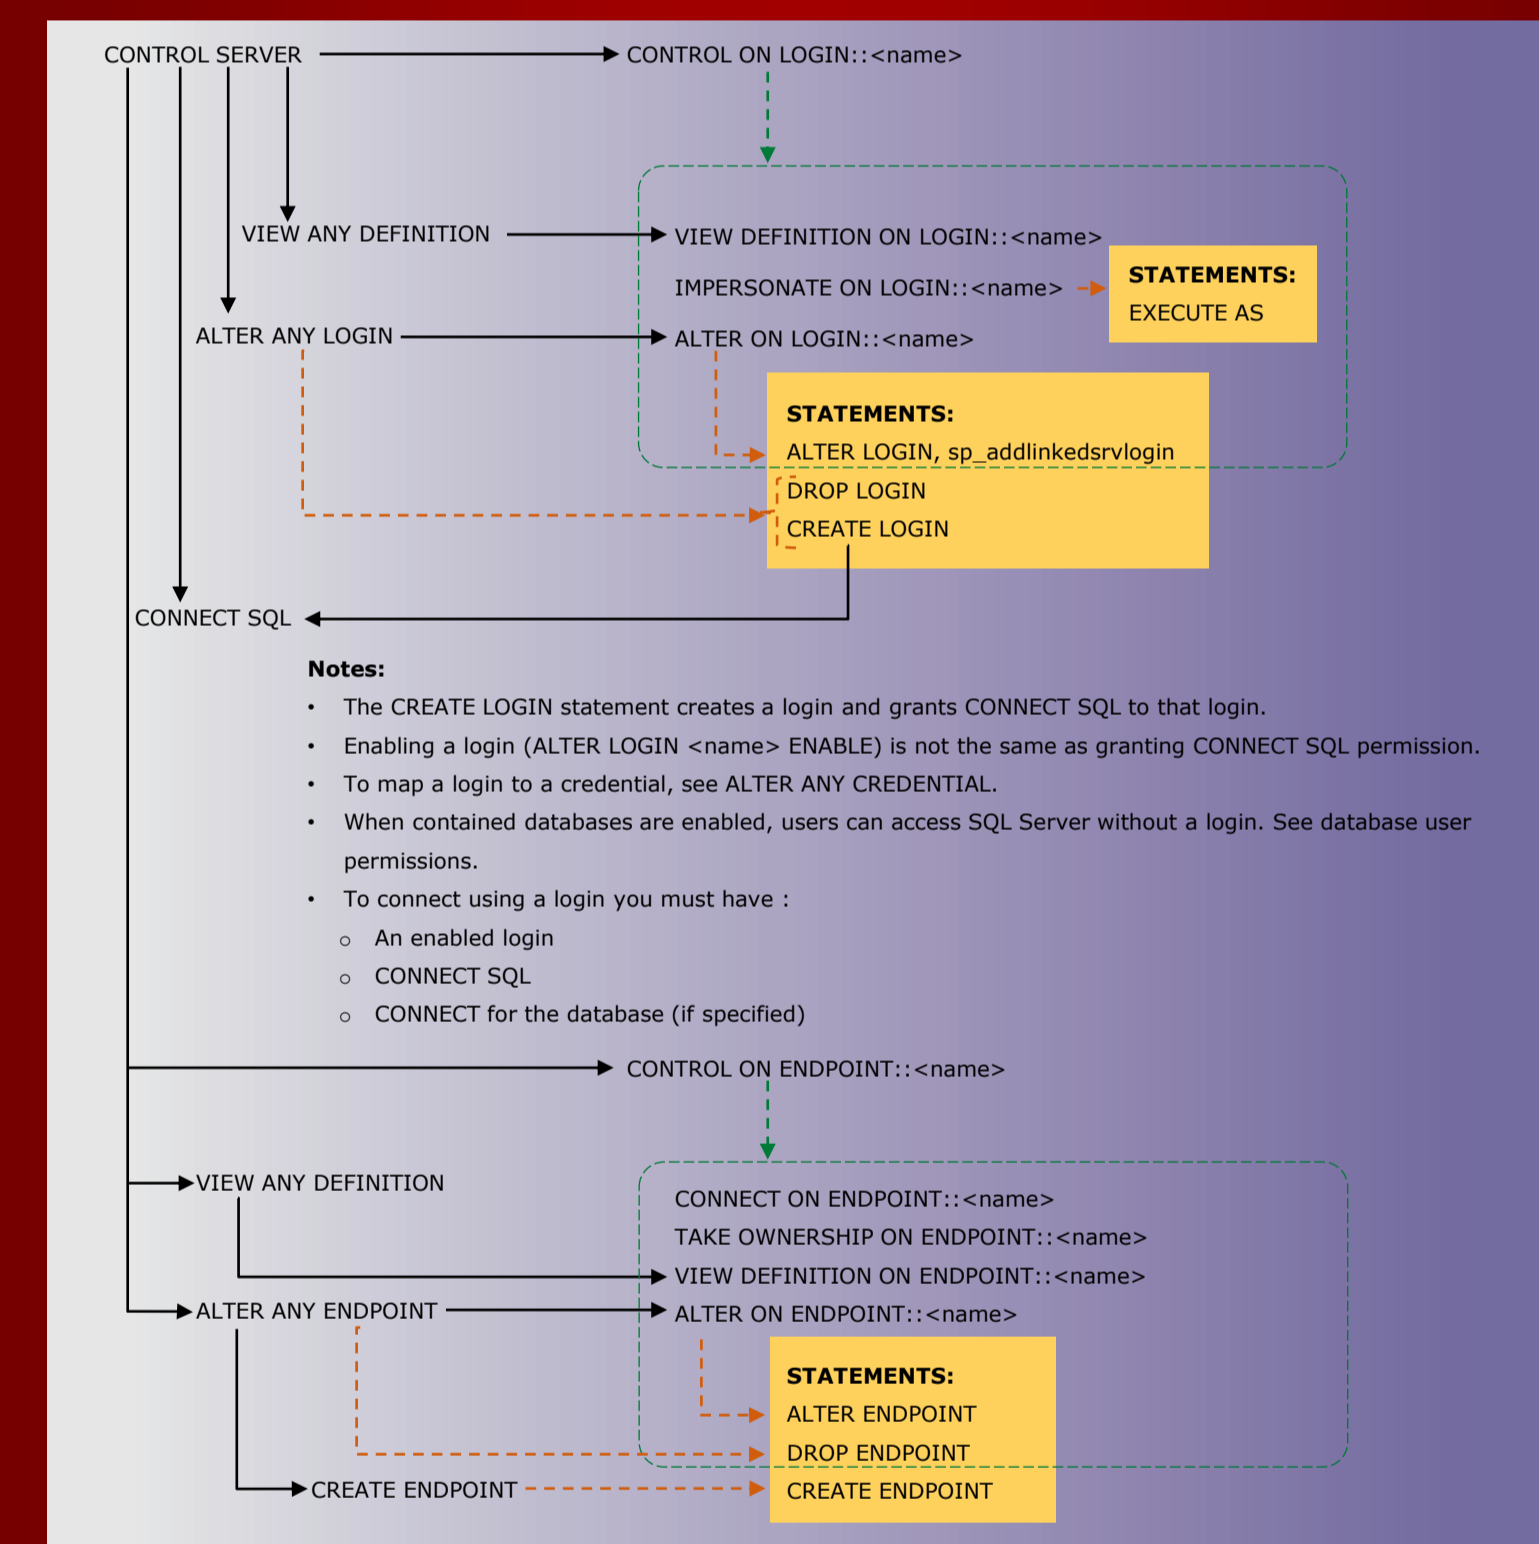 CONTROL SERVER
CONTROL ON LOGIN::<name>
VIEW ANY DEFINITION
VIEW DEFINITION ON LOGIN::<name>
IMPERSONATE ON LOGIN::<name>
STATEMENTS:
EXECUTE AS
ALTER ANY LOGIN
ALTER ON LOGIN::<name>
STATEMENTS:
ALTER LOGIN, sp_addlinkedsrvlogin
DROP LOGIN
CREATE LOGIN
CONNECT SQL
Notes:
• The CREATE LOGIN statement creates a login and grants CONNECT SQL to that login.
• Enabling a login (ALTER LOGIN <name> ENABLE) is not the same as granting CONNECT SQL permission.
• To map a login to a credential, see ALTER ANY CREDENTIAL.
• When contained databases are enabled, users can access SQL Server without a login. See database user
permissions.
• To connect using a login you must have :
o An enabled login
o CONNECT SQL
o CONNECT for the database (if specified)
CONTROL ON ENDPOINT::<name>
VIEW ANY DEFINITION
CONNECT ON ENDPOINT::<name>
TAKE OWNERSHIP ON ENDPOINT::<name>
VIEW DEFINITION ON ENDPOINT::<name>
ALTER ANY ENDPOINT
ALTER ON ENDPOINT::<name>
STATEMENTS:
ALTER ENDPOINT
DROP ENDPOINT
CREATE ENDPOINT
CREATE ENDPOINT